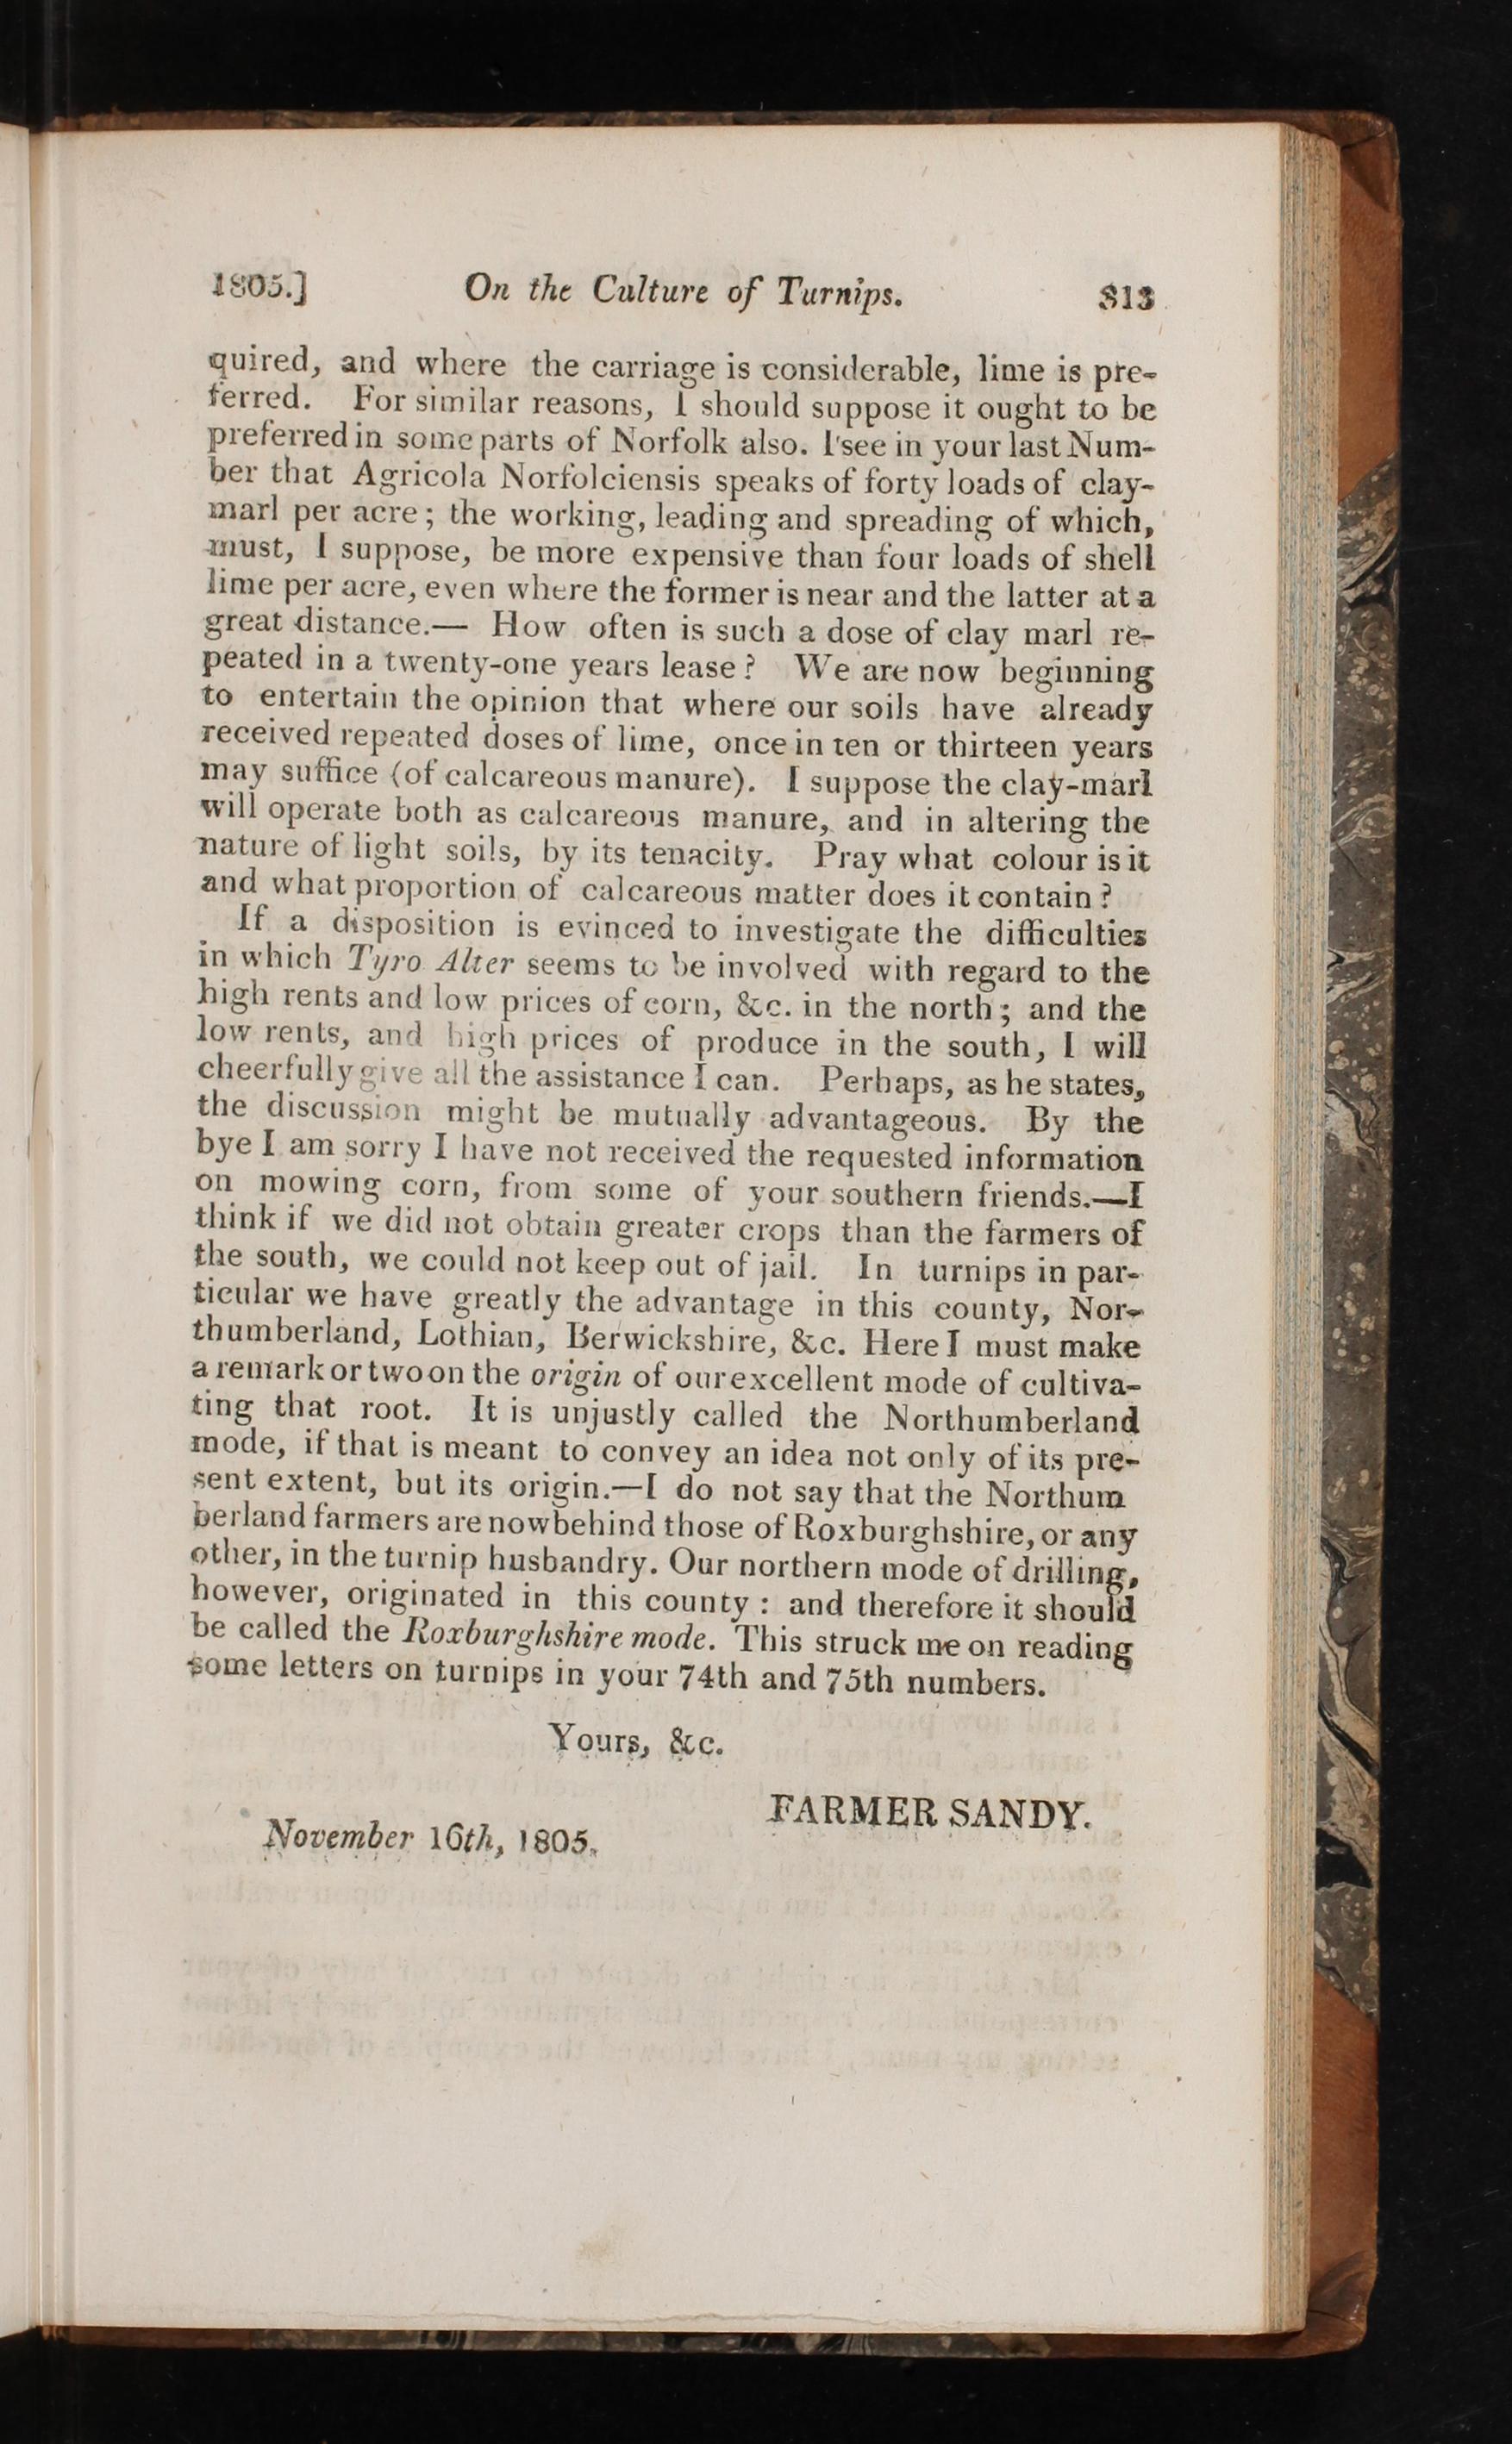 1805.] On the Culture of Turnips. 813
quired, and where the carriage is considerable, lime is pre-
ferred. For similar reasons, I should suppose it ought to be
preferred in some parts of Norfolk also. I see in your last Num-
ber that Agricola Norfolciensis speaks of forty loads of clay-
marl per acre; the working, leading and spreading of which,
must, I suppose, be more expensive than four loads of shell
lime per acre, even where the former is near and the latter at a
great distance.— How often is such a dose of clay marl re-
peated in a twenty-one years lease? We are now beginning
to entertain the opinion that where our soils have already
received repeated doses of lime, once in ten or thirteen years
may suffice (of calcareous manure). I suppose the clay-marl
will operate both as calcareous manure, and in altering the
nature of light soils, by its tenacity. Pray what colour is it
and what proportion of calcareous matter does it contain?
If a disposition is evinced to investigate the difficulties
in which Tyro Alter seems to be involved with regard to the
high rents and low prices of corn, &c. in the north; and the
low rents, and high prices of produce in the south, I will
cheerfully give all the assistance I can. Perhaps, as he states,
the discussion might be mutually advantageous. By the
bye I am sorry I have not received the requested information
on mowing corn, from some of your southern friends.—I
think if we did not obtain greater crops than the farmers of
the south, we could not keep out of jail. In turnips in par-
ticular we have greatly the advantage in this county, Nor-
thumberland, Lothian, Berwickshire, &c. Here I must make
a remark or two on the origin of our excellent mode of cultiva-
ting that root. It is unjustly called the Northumberland
mode, if that is meant to convey an idea not only of its pre-
sent extent, but its origin.—I do not say that the Northum
berland farmers are now behind those of Roxburghshire, or any
other, in the turnip husbandry. Our northern mode of drilling,
however, originated in this county: and therefore it should
be called the Roxburghshire mode. This struck me on reading
some letters on turnips in your 74th and 75th numbers.
Yours, &c.
FARMER SANDY.
November 16th, 1805.